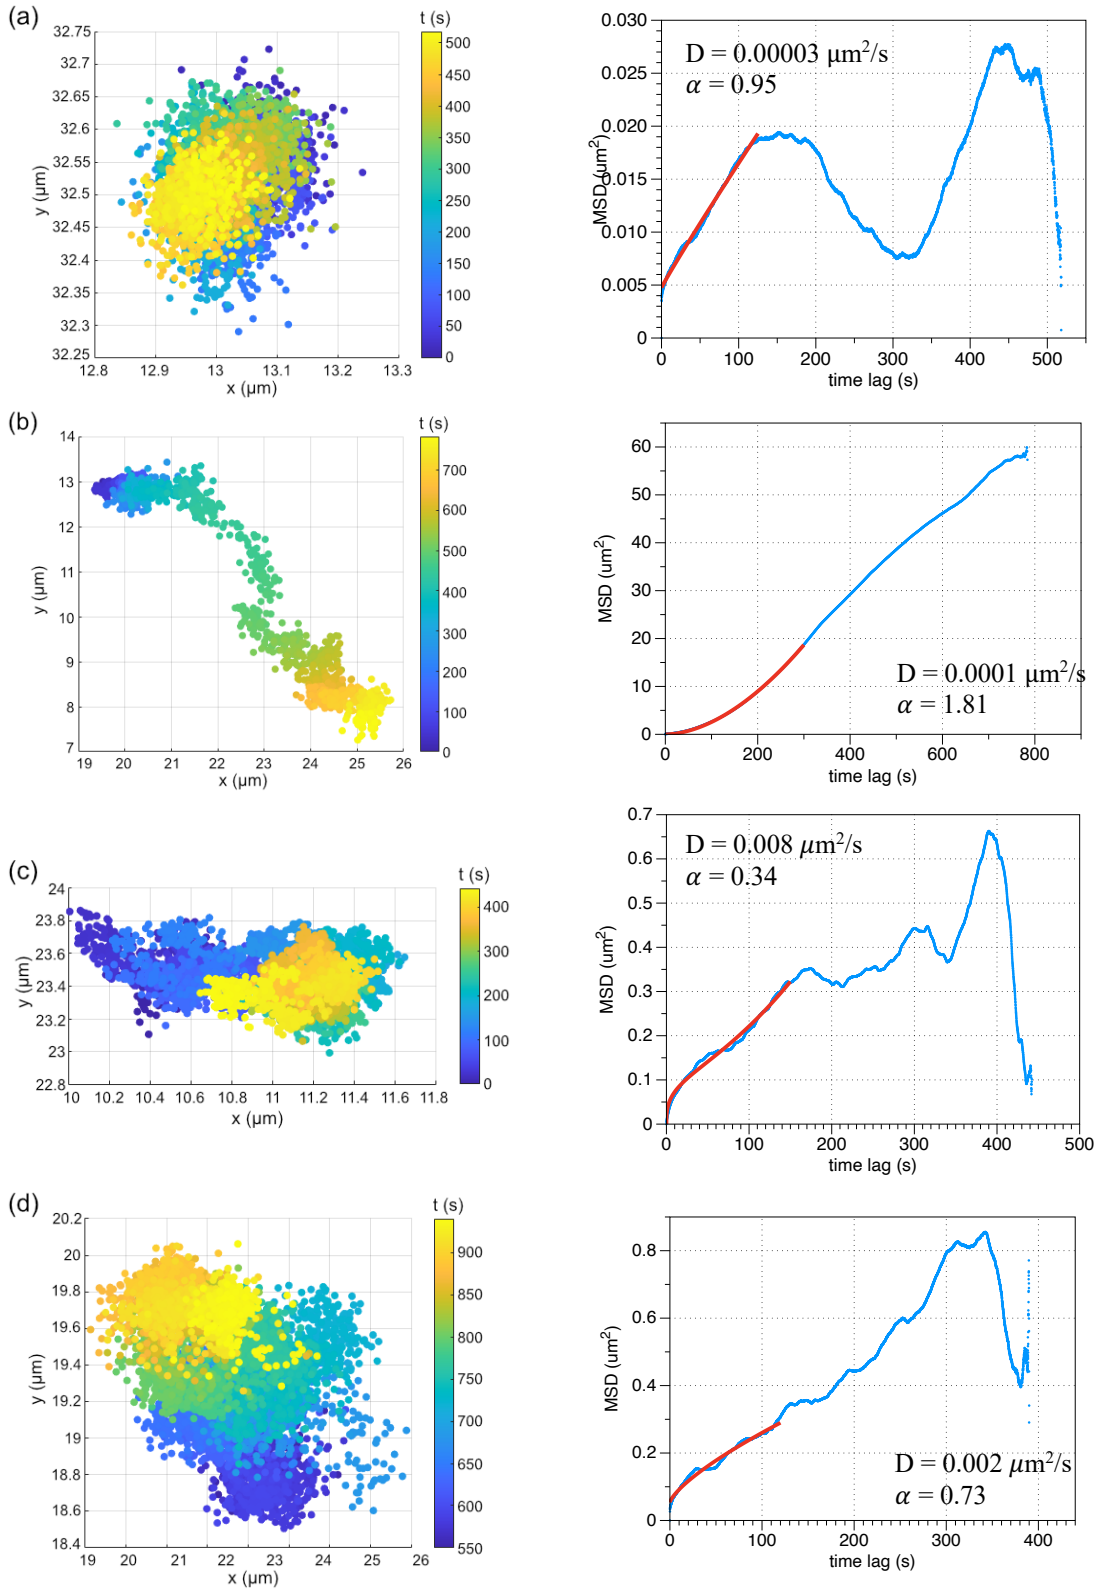 (a)
t (s)
32.75
32.7
32.65
32.6
32.55
32.5
32.45
32.4
32.35
32.3
32.25
y (μm)
12.8 12.9 13 13.1 13.2 13.3
x (μm)
500
450
400
350
300
250
200
150
100
50
0
0.030
0.025
0.020
0.015
0.010
0.005
0
MSD (um²)
D = 0.00003 μm²/s
α = 0.95
0 100 200 300 400 500
time lag (s)
(b)
t (s)
14
13
12
11
10
9
8
7
y (μm)
19 20 21 22 23 24 25 26
x (μm)
700
600
500
400
300
200
100
0
60
50
40
30
20
10
0
MSD (um²)
D = 0.0001 μm²/s
α = 1.81
0 200 400 600 800
time lag (s)
(c)
t (s)
24
23.8
23.6
23.4
23.2
23
22.8
y (μm)
10 10.2 10.4 10.6 10.8 11 11.2 11.4 11.6 11.8
x (μm)
400
300
200
100
0
0.7
0.6
0.5
0.4
0.3
0.2
0.1
0
MSD (um²)
D = 0.008 μm²/s
α = 0.34
0 100 200 300 400 500
time lag (s)
(d)
t (s)
20.2
20
19.8
19.6
19.4
19.2
19
18.8
18.6
18.4
y (μm)
19 20 21 22 23 24 25 26
x (μm)
900
850
800
750
700
650
600
550
0.8
0.6
0.4
0.2
0
MSD (um²)
D = 0.002 μm²/s
α = 0.73
0 100 200 300 400
time lag (s)